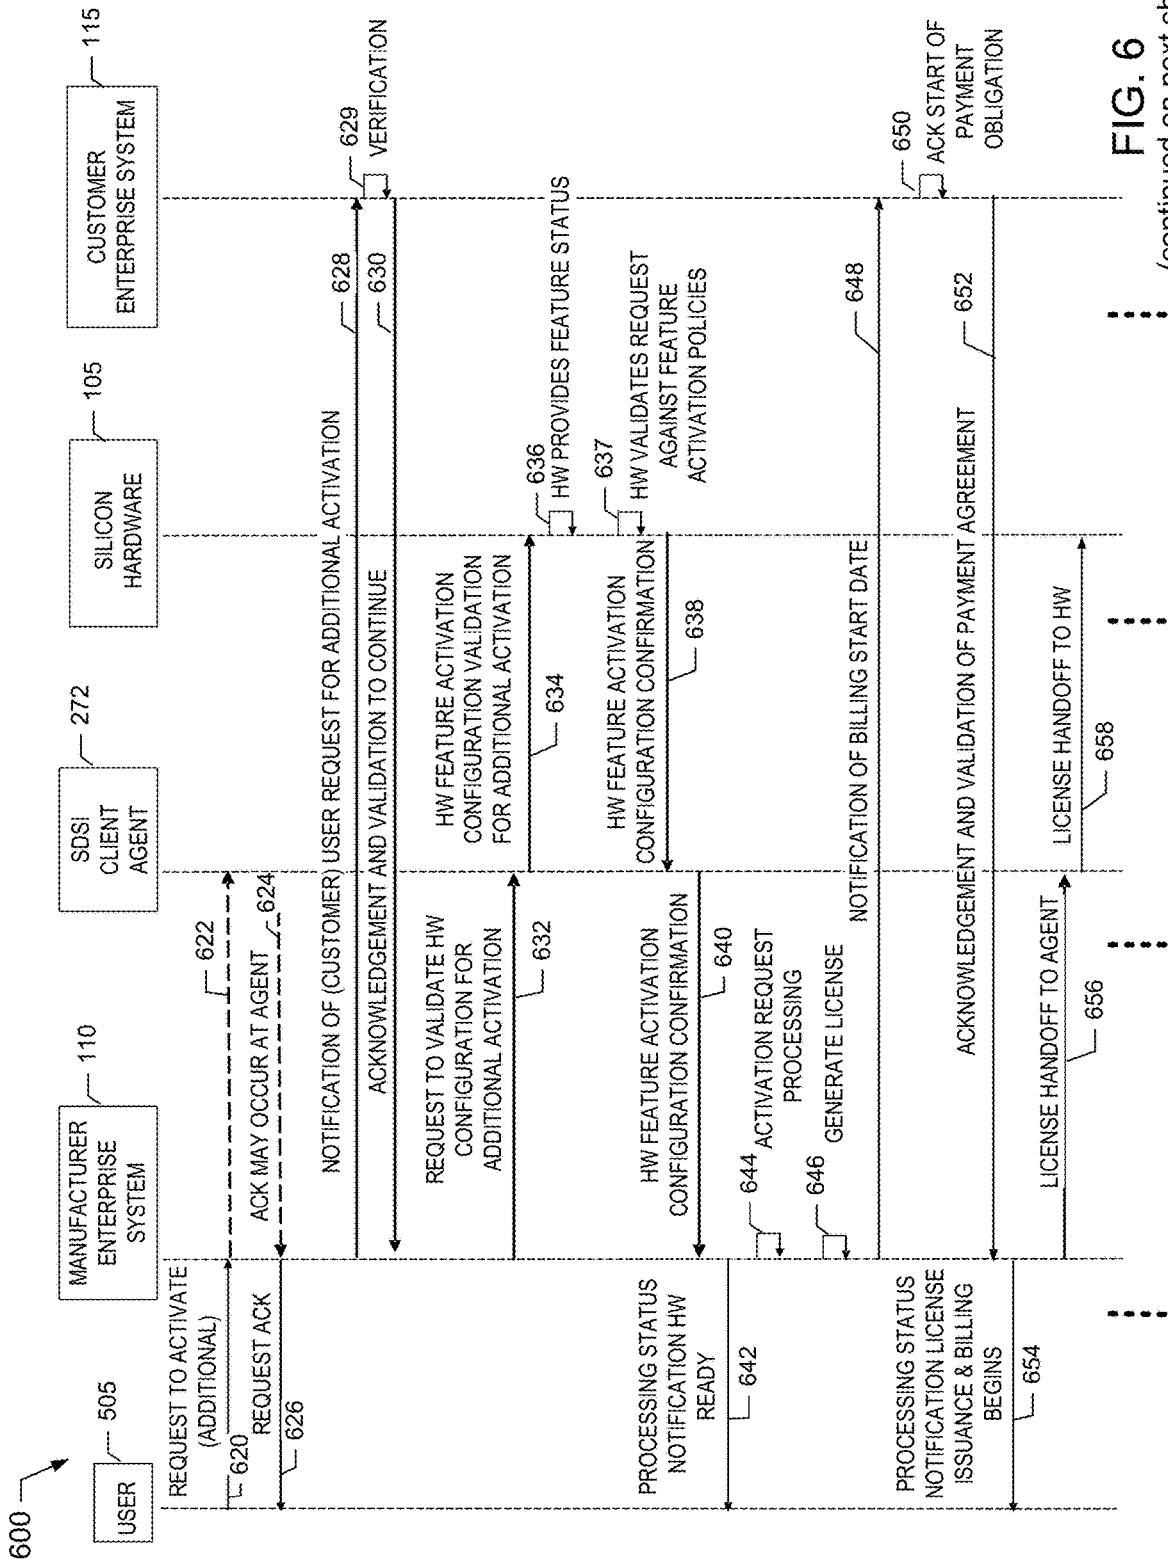 600
USER
505
MANUFACTURER
ENTERPRISE
SYSTEM
110
SDSI
CLIENT
AGENT
272
SILICON
HARDWARE
105
CUSTOMER
ENTERPRISE SYSTEM
115
REQUEST TO ACTIVATE
(ADDITIONAL)
620
622
REQUEST ACK
626
ACK MAY OCCUR AT AGENT
624
NOTIFICATION OF (CUSTOMER) USER REQUEST FOR ADDITIONAL ACTIVATION
628
629
VERIFICATION
ACKNOWLEDGEMENT AND VALIDATION TO CONTINUE
630
REQUEST TO VALIDATE HW
CONFIGURATION FOR
ADDITIONAL ACTIVATION
632
HW FEATURE ACTIVATION
CONFIGURATION VALIDATION
FOR ADDITIONAL ACTIVATION
634
636
HW PROVIDES FEATURE STATUS
637
HW VALIDATES REQUEST
AGAINST FEATURE
ACTIVATION POLICIES
HW FEATURE ACTIVATION
CONFIGURATION CONFIRMATION
638
HW FEATURE ACTIVATION
CONFIGURATION CONFIRMATION
640
PROCESSING STATUS
NOTIFICATION HW
READY
642
644
ACTIVATION REQUEST
PROCESSING
646
GENERATE LICENSE
NOTIFICATION OF BILLING START DATE
648
650
ACK START OF
PAYMENT
OBLIGATION
ACKNOWLEDGEMENT AND VALIDATION OF PAYMENT AGREEMENT
652
PROCESSING STATUS
NOTIFICATION LICENSE
ISSUANCE & BILLING
BEGINS
654
LICENSE HANDOFF TO AGENT
656
LICENSE HANDOFF TO HW
658
FIG. 6
(continued on next